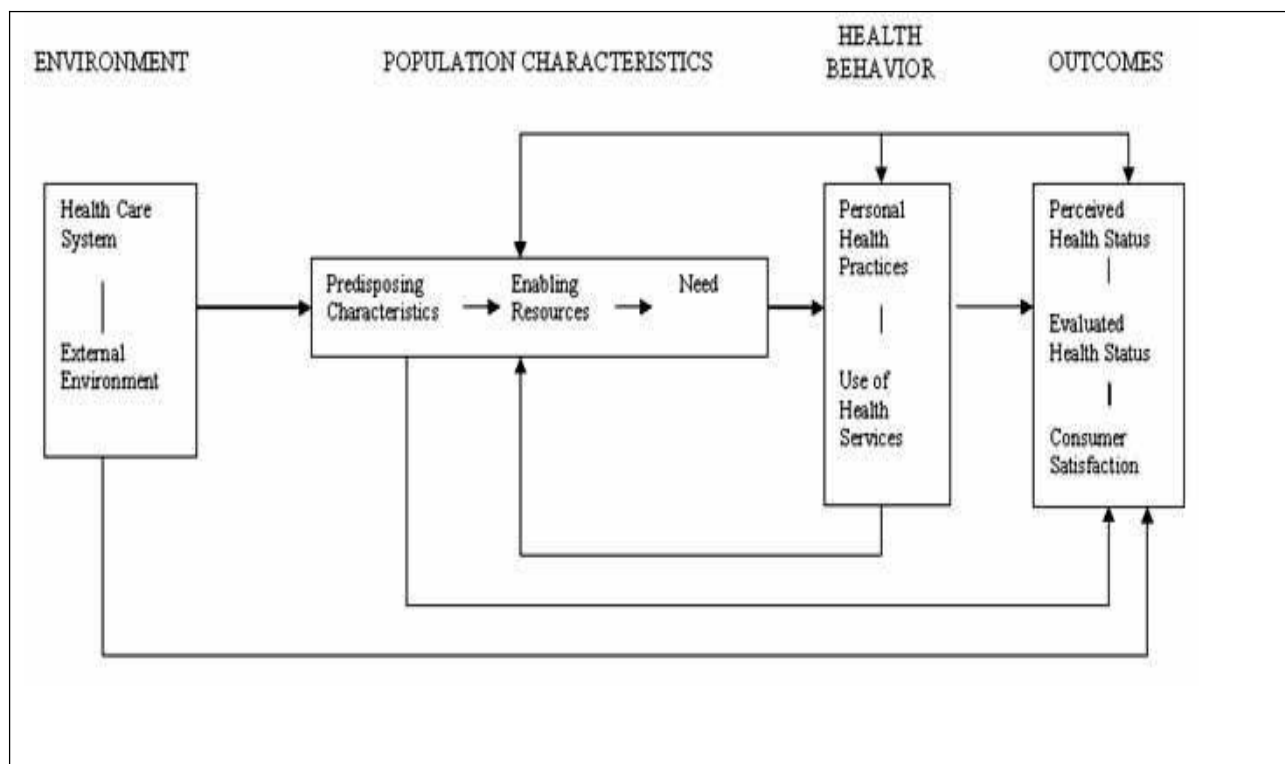 ENVIRONMENT
POPULATION CHARACTERISTICS
HEALTH
BEHAVIOR
OUTCOMES
Health Care
System
External
Environment
Predisposing
Characteristics
Enabling
Resources
Need
Personal
Health
Practices
Use of
Health
Services
Perceived
Health Status
Evaluated
Health Status
Consumer
Satisfaction